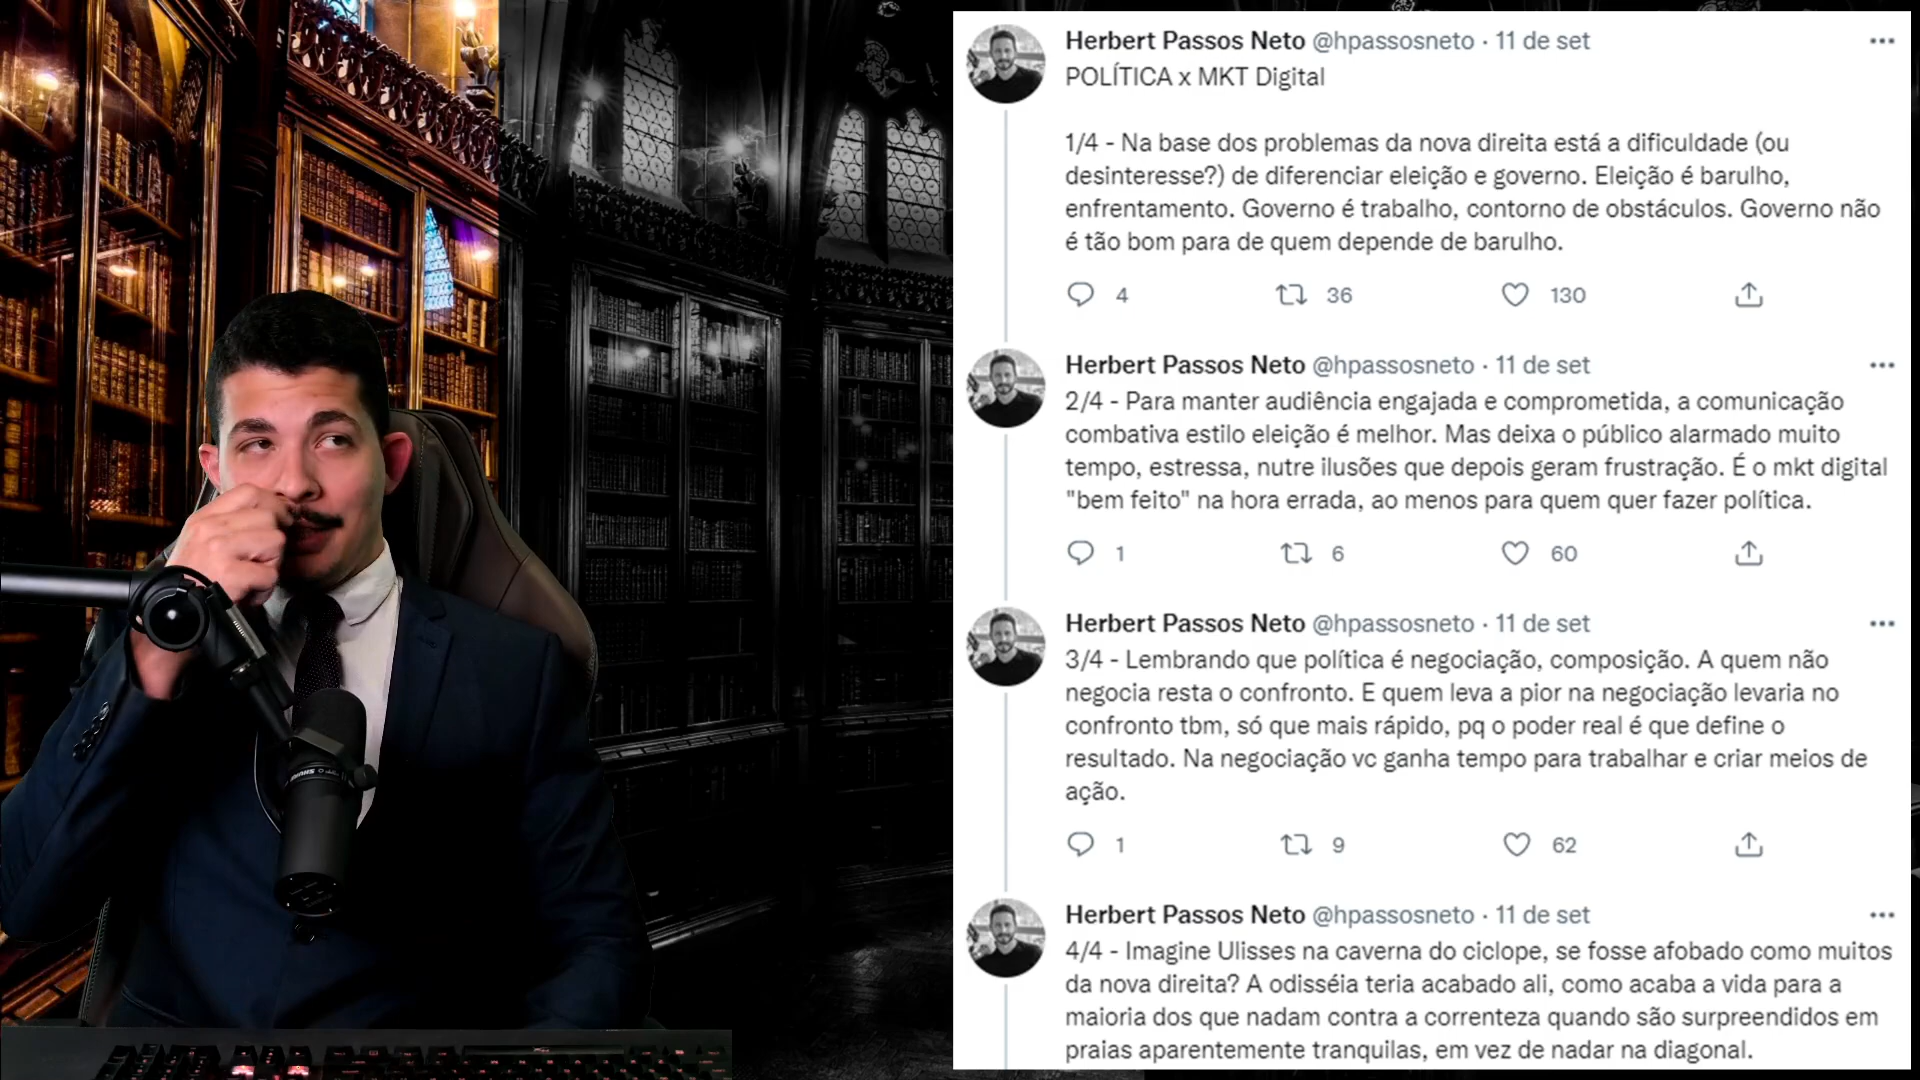 Herbert Passos Neto @hpassosneto · 11 de set
POLÍTICA x MKT Digital
1/4 - Na base dos problemas da nova direita está a dificuldade (ou
desinteresse?) de diferenciar eleição e governo. Eleição é barulho,
enfrentamento. Governo é trabalho, contorno de obstáculos. Governo não
é tão bom para de quem depende de barulho.
4 36 130
Herbert Passos Neto @hpassosneto · 11 de set
2/4 - Para manter audiência engajada e comprometida, a comunicação
combativa estilo eleição é melhor. Mas deixa o público alarmado muito
tempo, estressa, nutre ilusões que depois geram frustração. É o mkt digital
"bem feito" na hora errada, ao menos para quem quer fazer política.
1 6 60
Herbert Passos Neto @hpassosneto · 11 de set
3/4 - Lembrando que política é negociação, composição. A quem não
negocia resta o confronto. E quem leva a pior na negociação levaria no
confronto tbm, só que mais rápido, pq o poder real é que define o
resultado. Na negociação vc ganha tempo para trabalhar e criar meios de
ação.
1 9 62
Herbert Passos Neto @hpassosneto · 11 de set
4/4 - Imagine Ulisses na caverna do ciclope, se fosse afobado como muitos
da nova direita? A odisséia teria acabado ali, como acaba a vida para a
maioria dos que nadam contra a correnteza quando são surpreendidos em
praias aparentemente tranquilas, em vez de nadar na diagonal.
SHURE